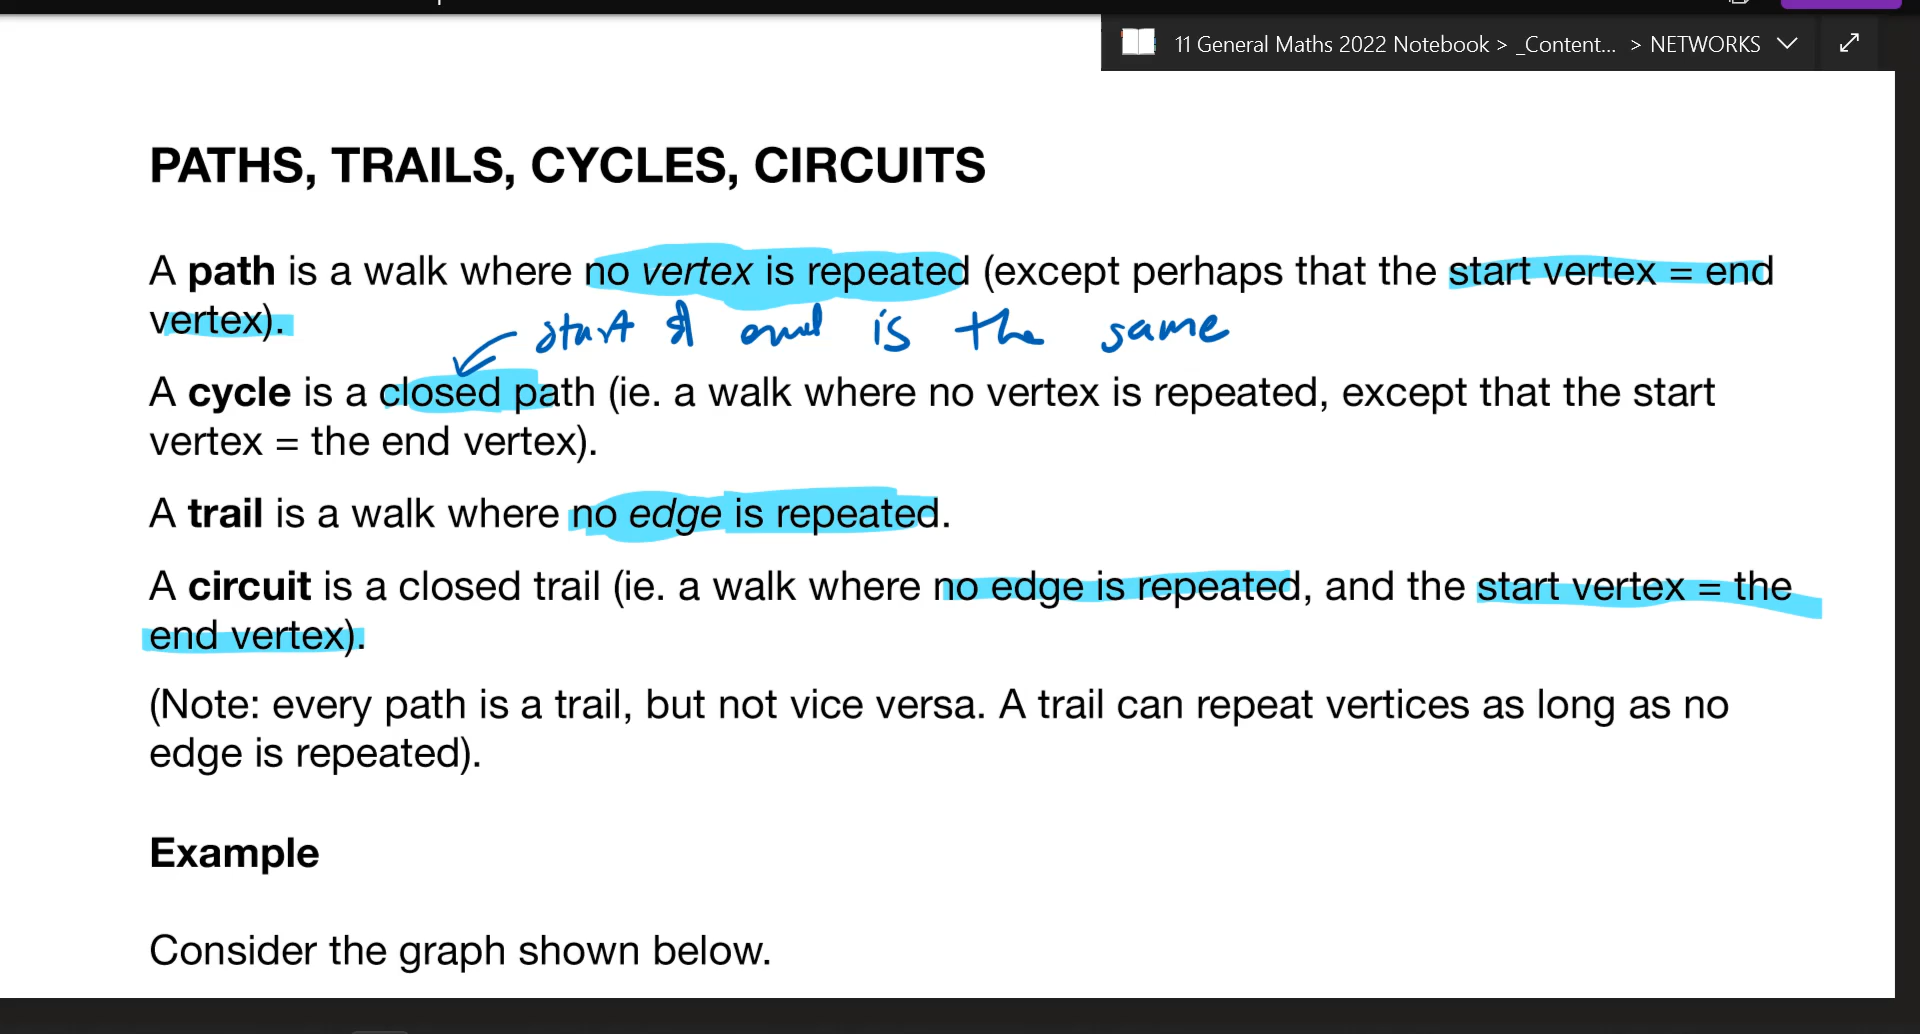 11 General Maths 2022 Notebook > _Content... > NETWORKS
PATHS, TRAILS, CYCLES, CIRCUITS
A path is a walk where no vertex is repeated (except perhaps that the start vertex = end
vertex).
start & end is the same
A cycle is a closed path (ie. a walk where no vertex is repeated, except that the start
vertex = the end vertex).
A trail is a walk where no edge is repeated.
A circuit is a closed trail (ie. a walk where no edge is repeated, and the start vertex = the
end vertex).
(Note: every path is a trail, but not vice versa. A trail can repeat vertices as long as no
edge is repeated).
Example
Consider the graph shown below.